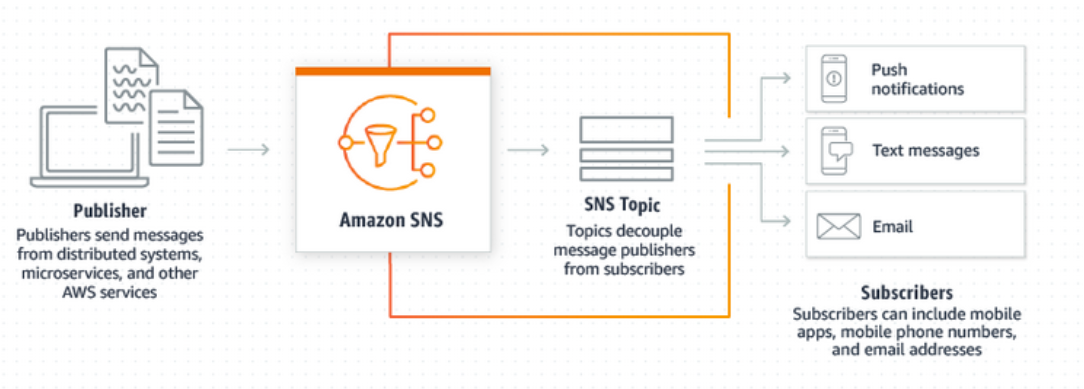 Publisher
Publishers send messages
from distributed systems,
microservices, and other
AWS services
Amazon SNS
SNS Topic
Topics decouple
message publishers
from subscribers
Push
notifications
Text messages
Email
Subscribers
Subscribers can include mobile
apps, mobile phone numbers,
and email addresses